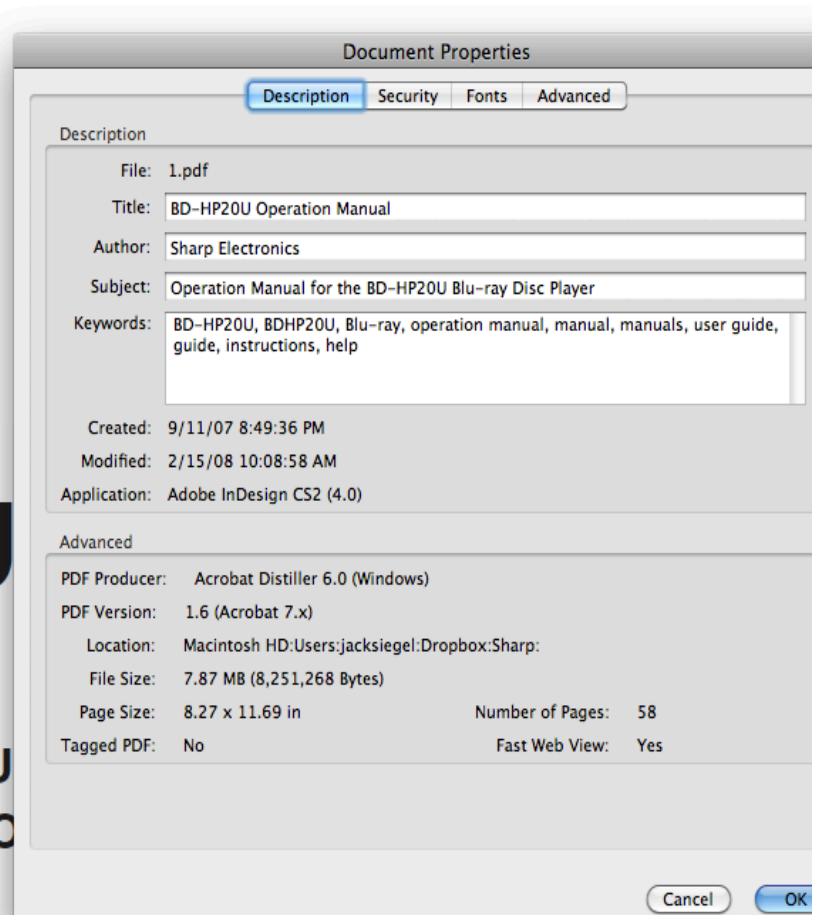 Document Properties
Description Security Fonts Advanced
Description
File: 1.pdf
Title: BD-HP20U Operation Manual
Author: Sharp Electronics
Subject: Operation Manual for the BD-HP20U Blu-ray Disc Player
Keywords: BD-HP20U, BDHP20U, Blu-ray, operation manual, manual, manuals, user guide,
guide, instructions, help
Created: 9/11/07 8:49:36 PM
Modified: 2/15/08 10:08:58 AM
Application: Adobe InDesign CS2 (4.0)
Advanced
PDF Producer: Acrobat Distiller 6.0 (Windows)
PDF Version: 1.6 (Acrobat 7.x)
Location: Macintosh HD:Users:jacksiegel:Dropbox:Sharp:
File Size: 7.87 MB (8,251,268 Bytes)
Page Size: 8.27 x 11.69 in Number of Pages: 58
Tagged PDF: No Fast Web View: Yes
Cancel OK